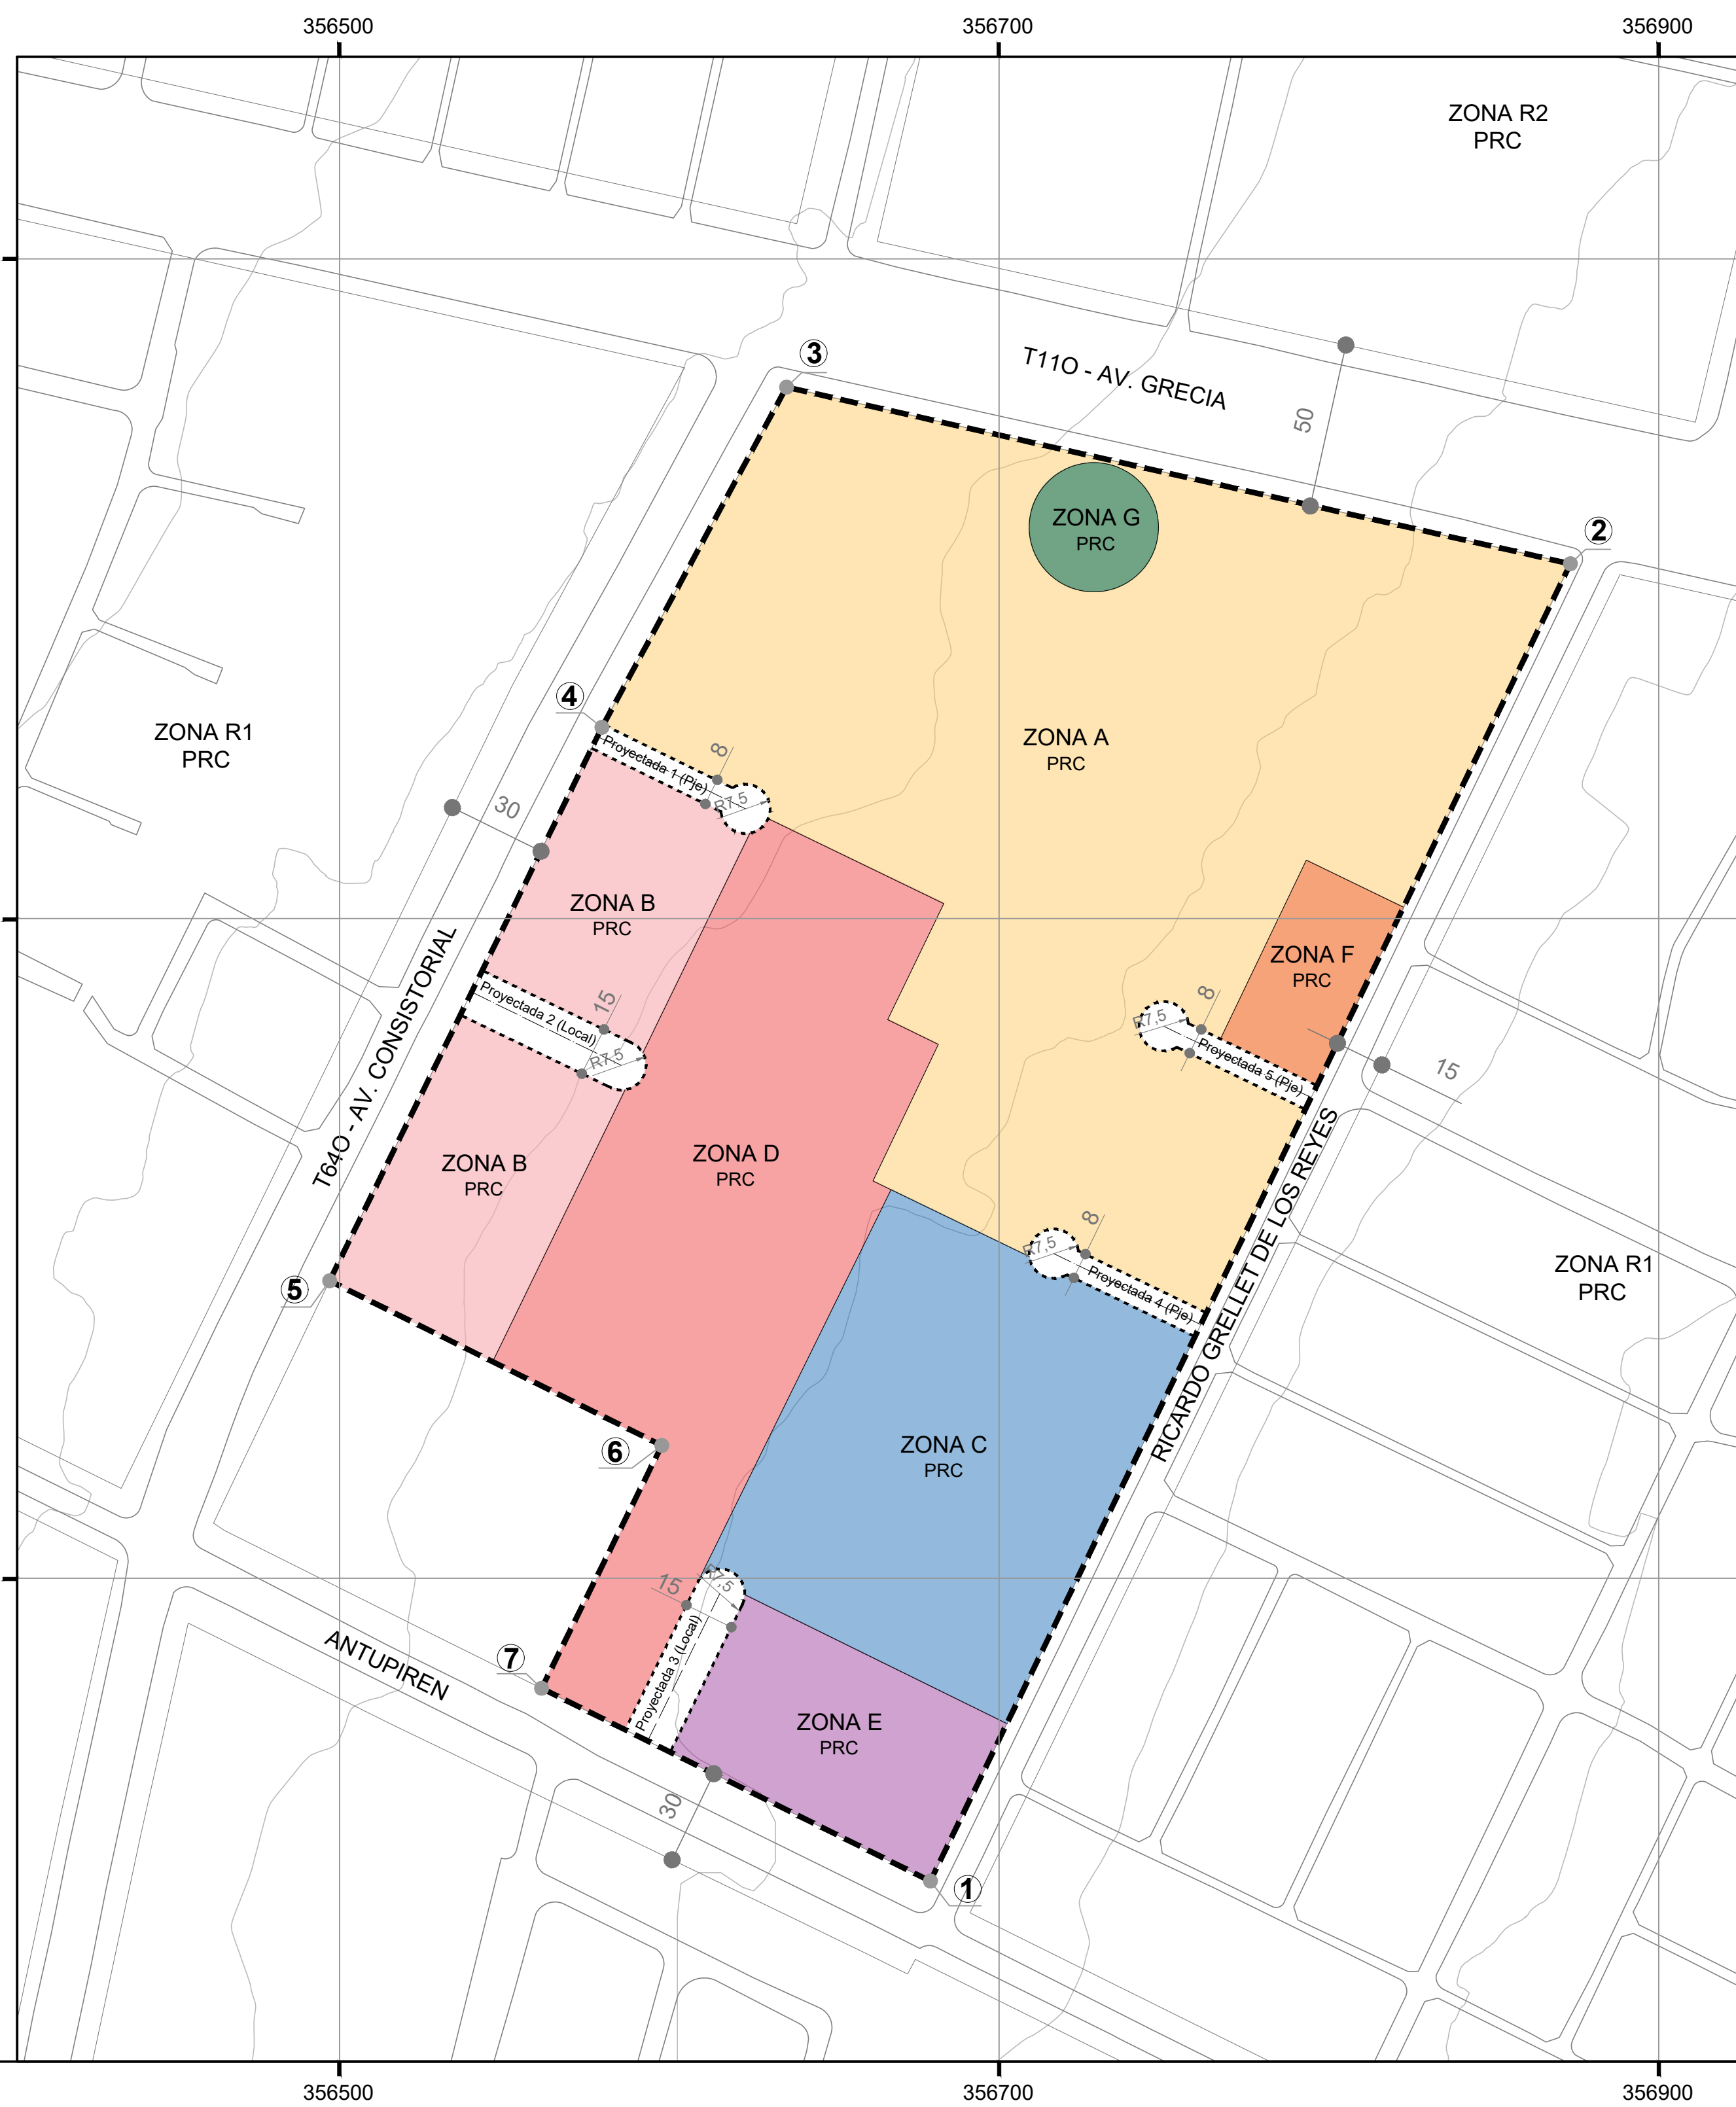 356500
356700
356900
ZONA R2
PRC
3
T11O - AV. GRECIA
50
2
ZONA G
PRC
4
ZONA R1
PRC
ZONA A
PRC
8
Proyectada 1 (Pje)
R7,5
30
ZONA B
PRC
ZONA F
PRC
T64O - AV. CONSISTORIAL
Proyectada 2 (Local)
15
R7,5
8
R7,5
Proyectada 5 (Pje)
15
ZONA B
PRC
ZONA D
PRC
RICARDO GRELLET DE LOS REYES
8
R7,5
Proyectada 4 (Pje)
ZONA R1
PRC
5
6
ZONA C
PRC
15
R7,5
Proyectada 3 (Local)
7
ANTUPIREN
ZONA E
PRC
30
1
356500
356700
356900